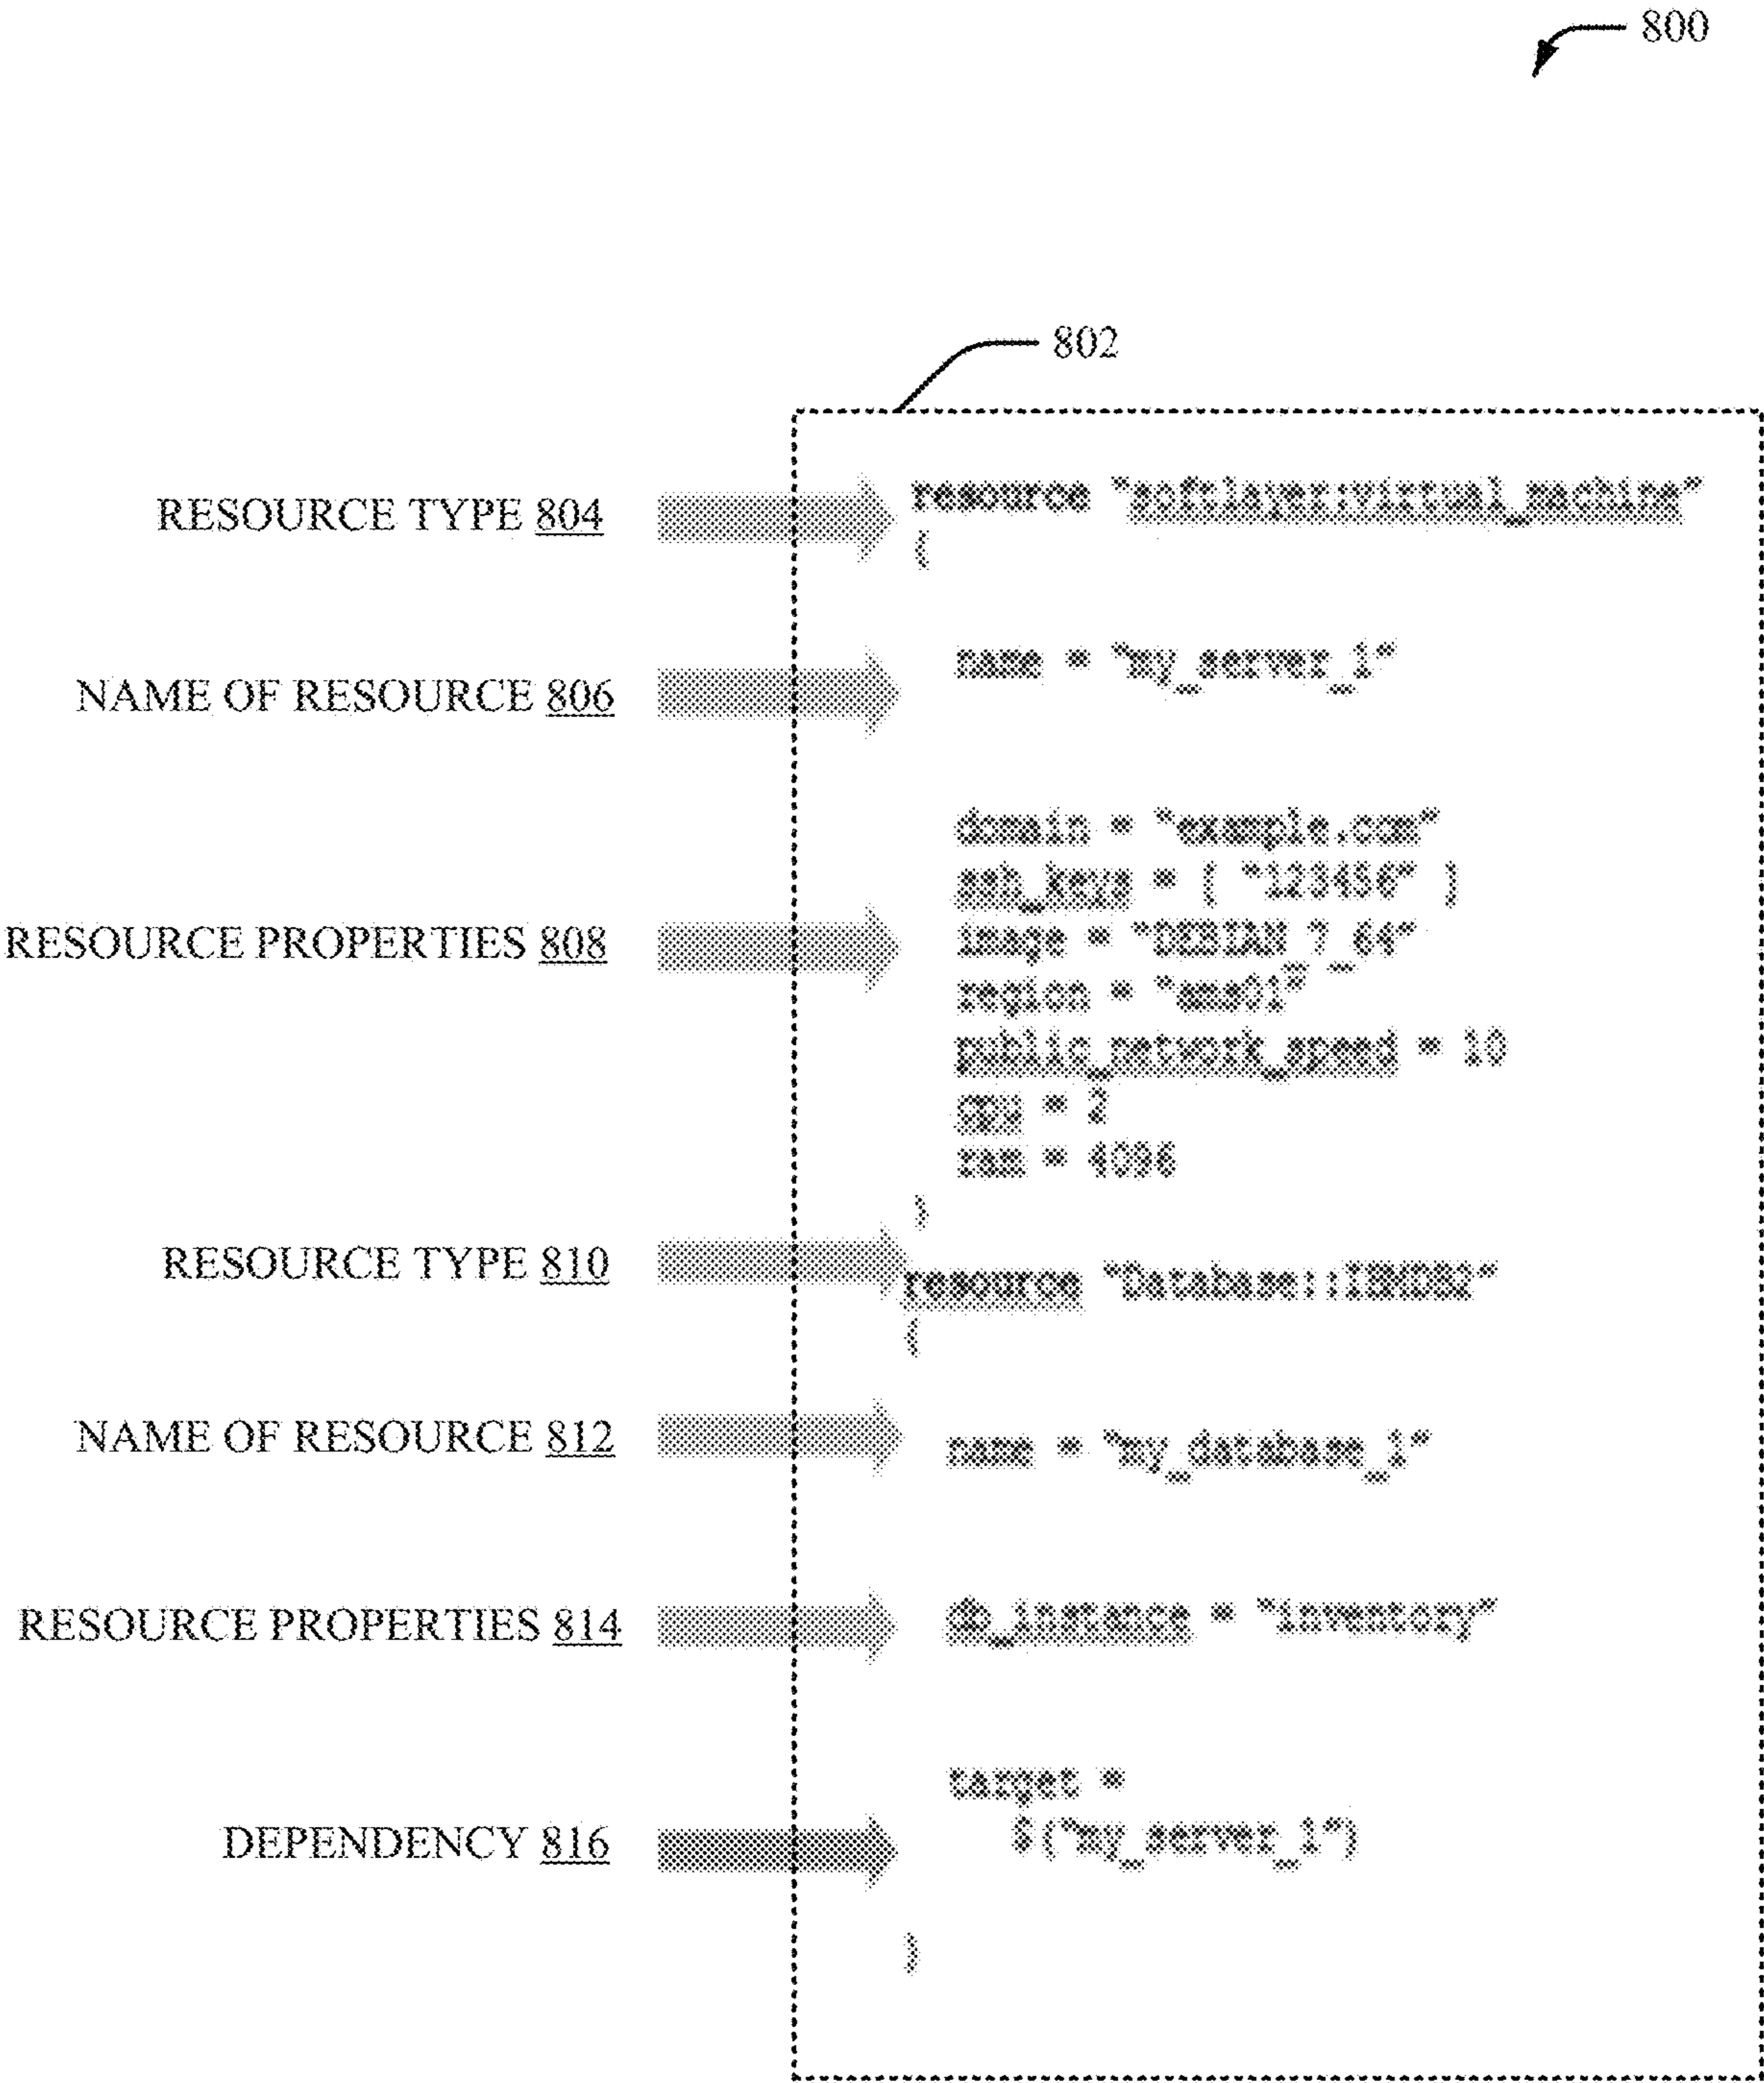 800
802
RESOURCE TYPE 804
resource "softlayer:virtual_machine"
{
NAME OF RESOURCE 806
name = "my_server_1"
domain = "example.com"
ssh_keys = [ "123456" ]
RESOURCE PROPERTIES 808
image = "DEBIAN_7_64"
region = "ams01"
public_network_speed = 10
cpu = 2
ram = 4096
}
RESOURCE TYPE 810
resource "Database::IBMDB2"
{
NAME OF RESOURCE 812
name = "my_database_1"
RESOURCE PROPERTIES 814
db_instance = "inventory"
target =
DEPENDENCY 816
$("my_server_1")
}